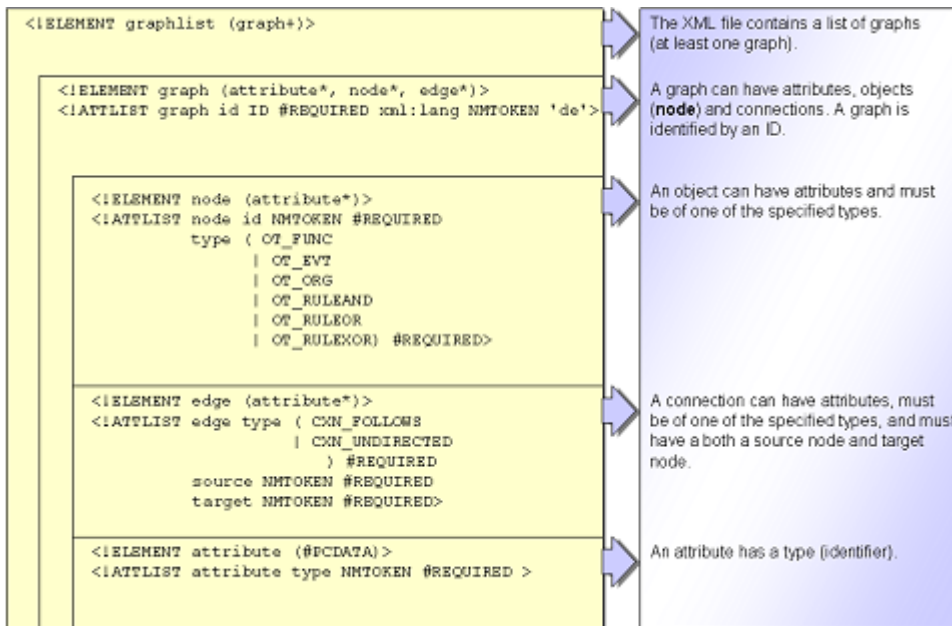 <!ELEMENT graphlist (graph+)>
The XML file contains a list of graphs
(at least one graph).
<!ELEMENT graph (attribute*, node*, edge*)>
<!ATTLIST graph id ID #REQUIRED xml:lang NMTOKEN 'de'>
A graph can have attributes, objects
(node) and connections. A graph is
identified by an ID.
<!ELEMENT node (attribute*)>
<!ATTLIST node id NMTOKEN #REQUIRED
type ( OT_FUNC
| OT_EVT
| OT_ORG
| OT_RULEAND
| OT_RULEOR
| OT_RULEXOR) #REQUIRED>
An object can have attributes and must
be of one of the specified types.
<!ELEMENT edge (attribute*)>
<!ATTLIST edge type ( CXN_FOLLOWS
| CXN_UNDIRECTED
) #REQUIRED
source NMTOKEN #REQUIRED
target NMTOKEN #REQUIRED>
A connection can have attributes, must
be of one of the specified types, and must
have a both a source node and target
node.
<!ELEMENT attribute (#PCDATA)>
<!ATTLIST attribute type NMTOKEN #REQUIRED >
An attribute has a type (identifier).